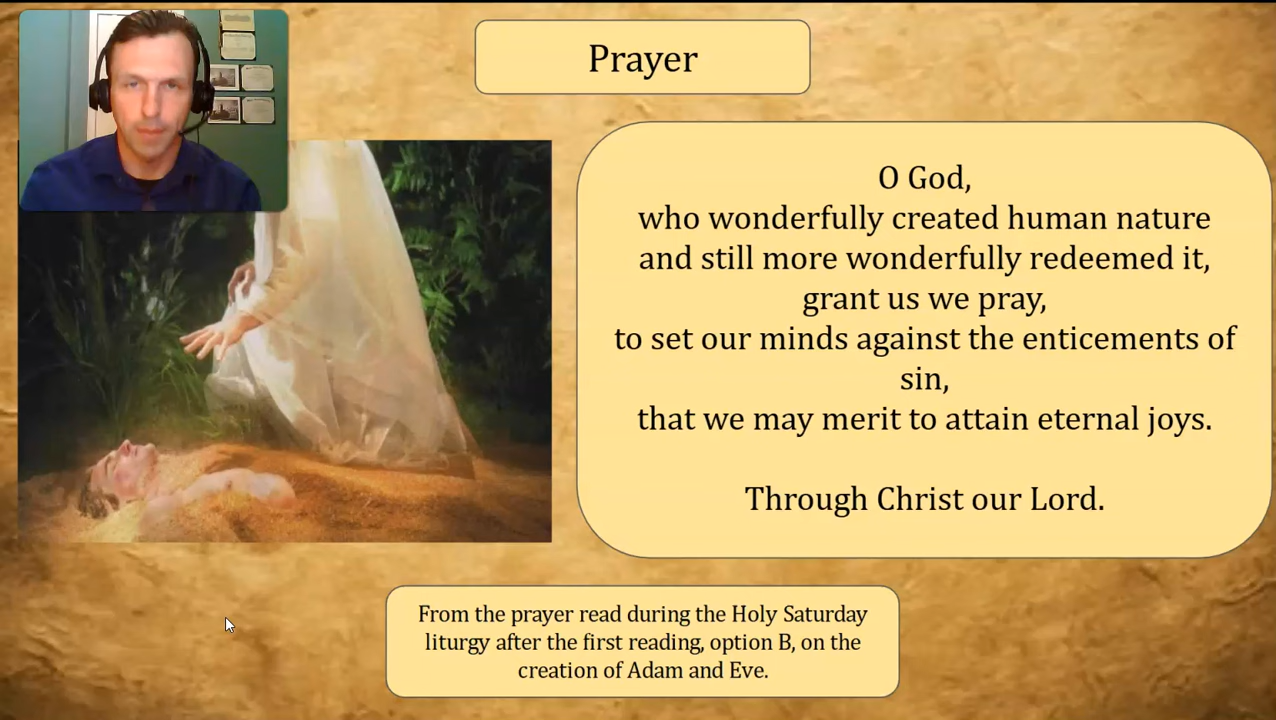 Prayer
O God,
who wonderfully created human nature
and still more wonderfully redeemed it,
grant us we pray,
to set our minds against the enticements of
sin,
that we may merit to attain eternal joys.
Through Christ our Lord.
From the prayer read during the Holy Saturday
liturgy after the first reading, option B, on the
creation of Adam and Eve.